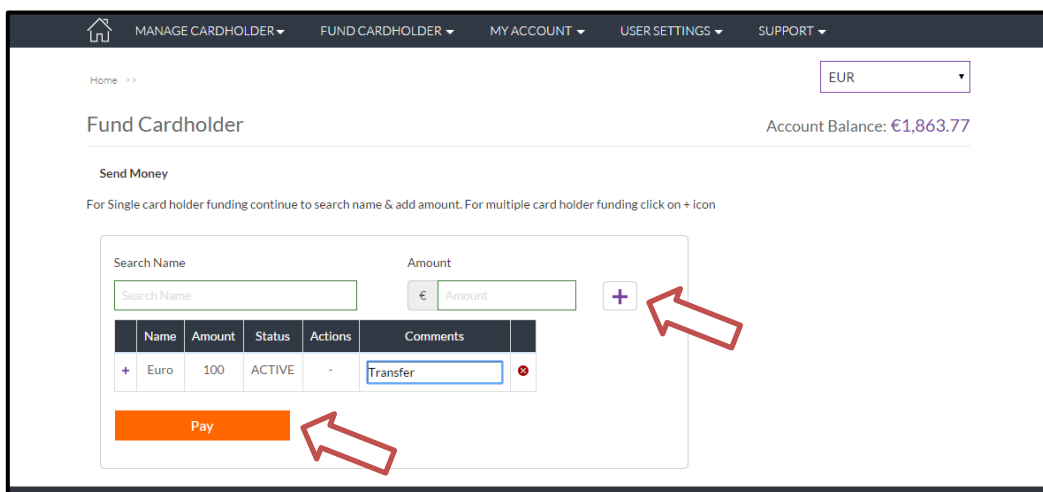 MANAGE CARDHOLDER FUND CARDHOLDER MY ACCOUNT USER SETTINGS SUPPORT
Home >> EUR
Fund Cardholder Account Balance: €1,863.77
Send Money
For Single card holder funding continue to search name & add amount. For multiple card holder funding click on + icon
Search Name Amount
Search Name € Amount +
Name Amount Status Actions Comments
+ Euro 100 ACTIVE - Transfer
Pay